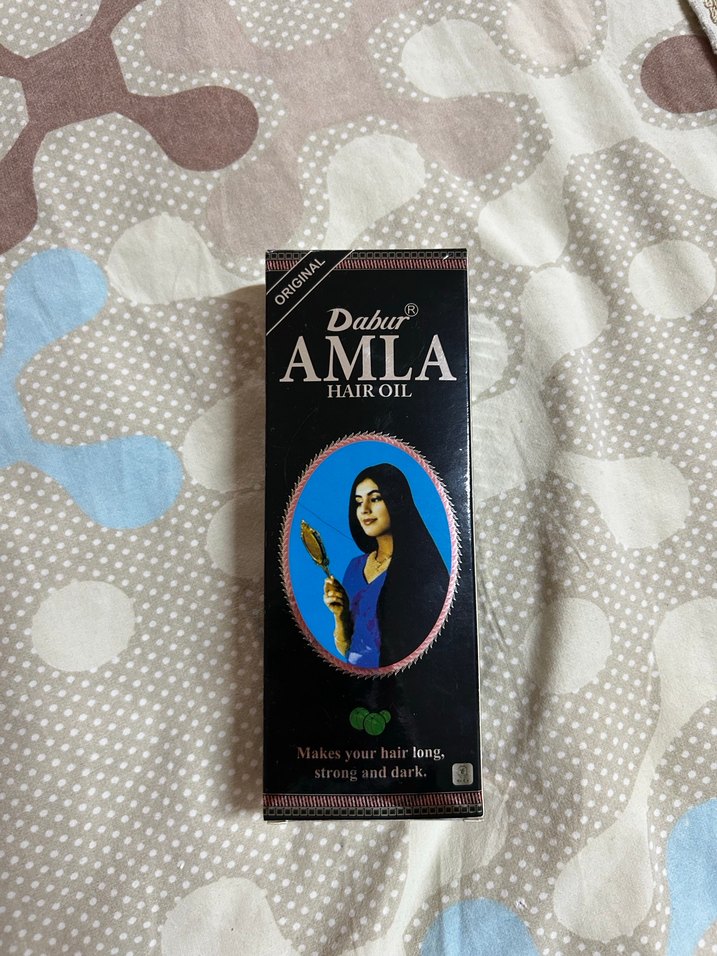 ORIGINAL
Dabur®
AMLA
HAIR OIL
Makes your hair long,
strong and dark.